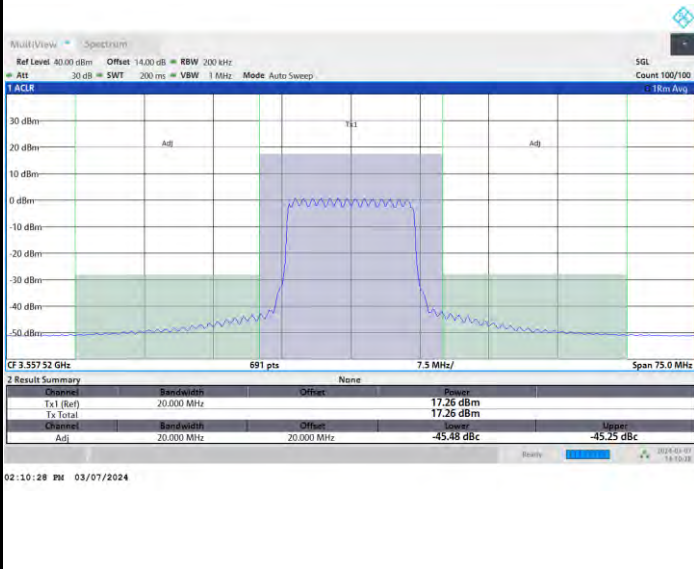 MultiView Spectrum
Ref Level 40.00 dBm Offset 14.00 dB RBW 200 kHz SGL
Att 30 dB SWT 200 ms VBW 1 MHz Mode Auto Sweep Count 100/100
1 ACLR 1Rm Avg
30 dBm
Tx1
20 dBm Adj Adj
10 dBm
0 dBm
-10 dBm
-20 dBm
-30 dBm
-40 dBm
-50 dBm
CF 3.557 52 GHz 691 pts 7.5 MHz/ Span 75.0 MHz
2 Result Summary None
Channel Bandwidth Offset Power
Tx1 (Ref) 20.000 MHz 17.26 dBm
Tx Total 17.26 dBm
Channel Bandwidth Offset Lower Upper
Adj 20.000 MHz 20.000 MHz -45.48 dBc -45.25 dBc
Ready 2024-03-07
14:10:28
02:10:28 PM 03/07/2024